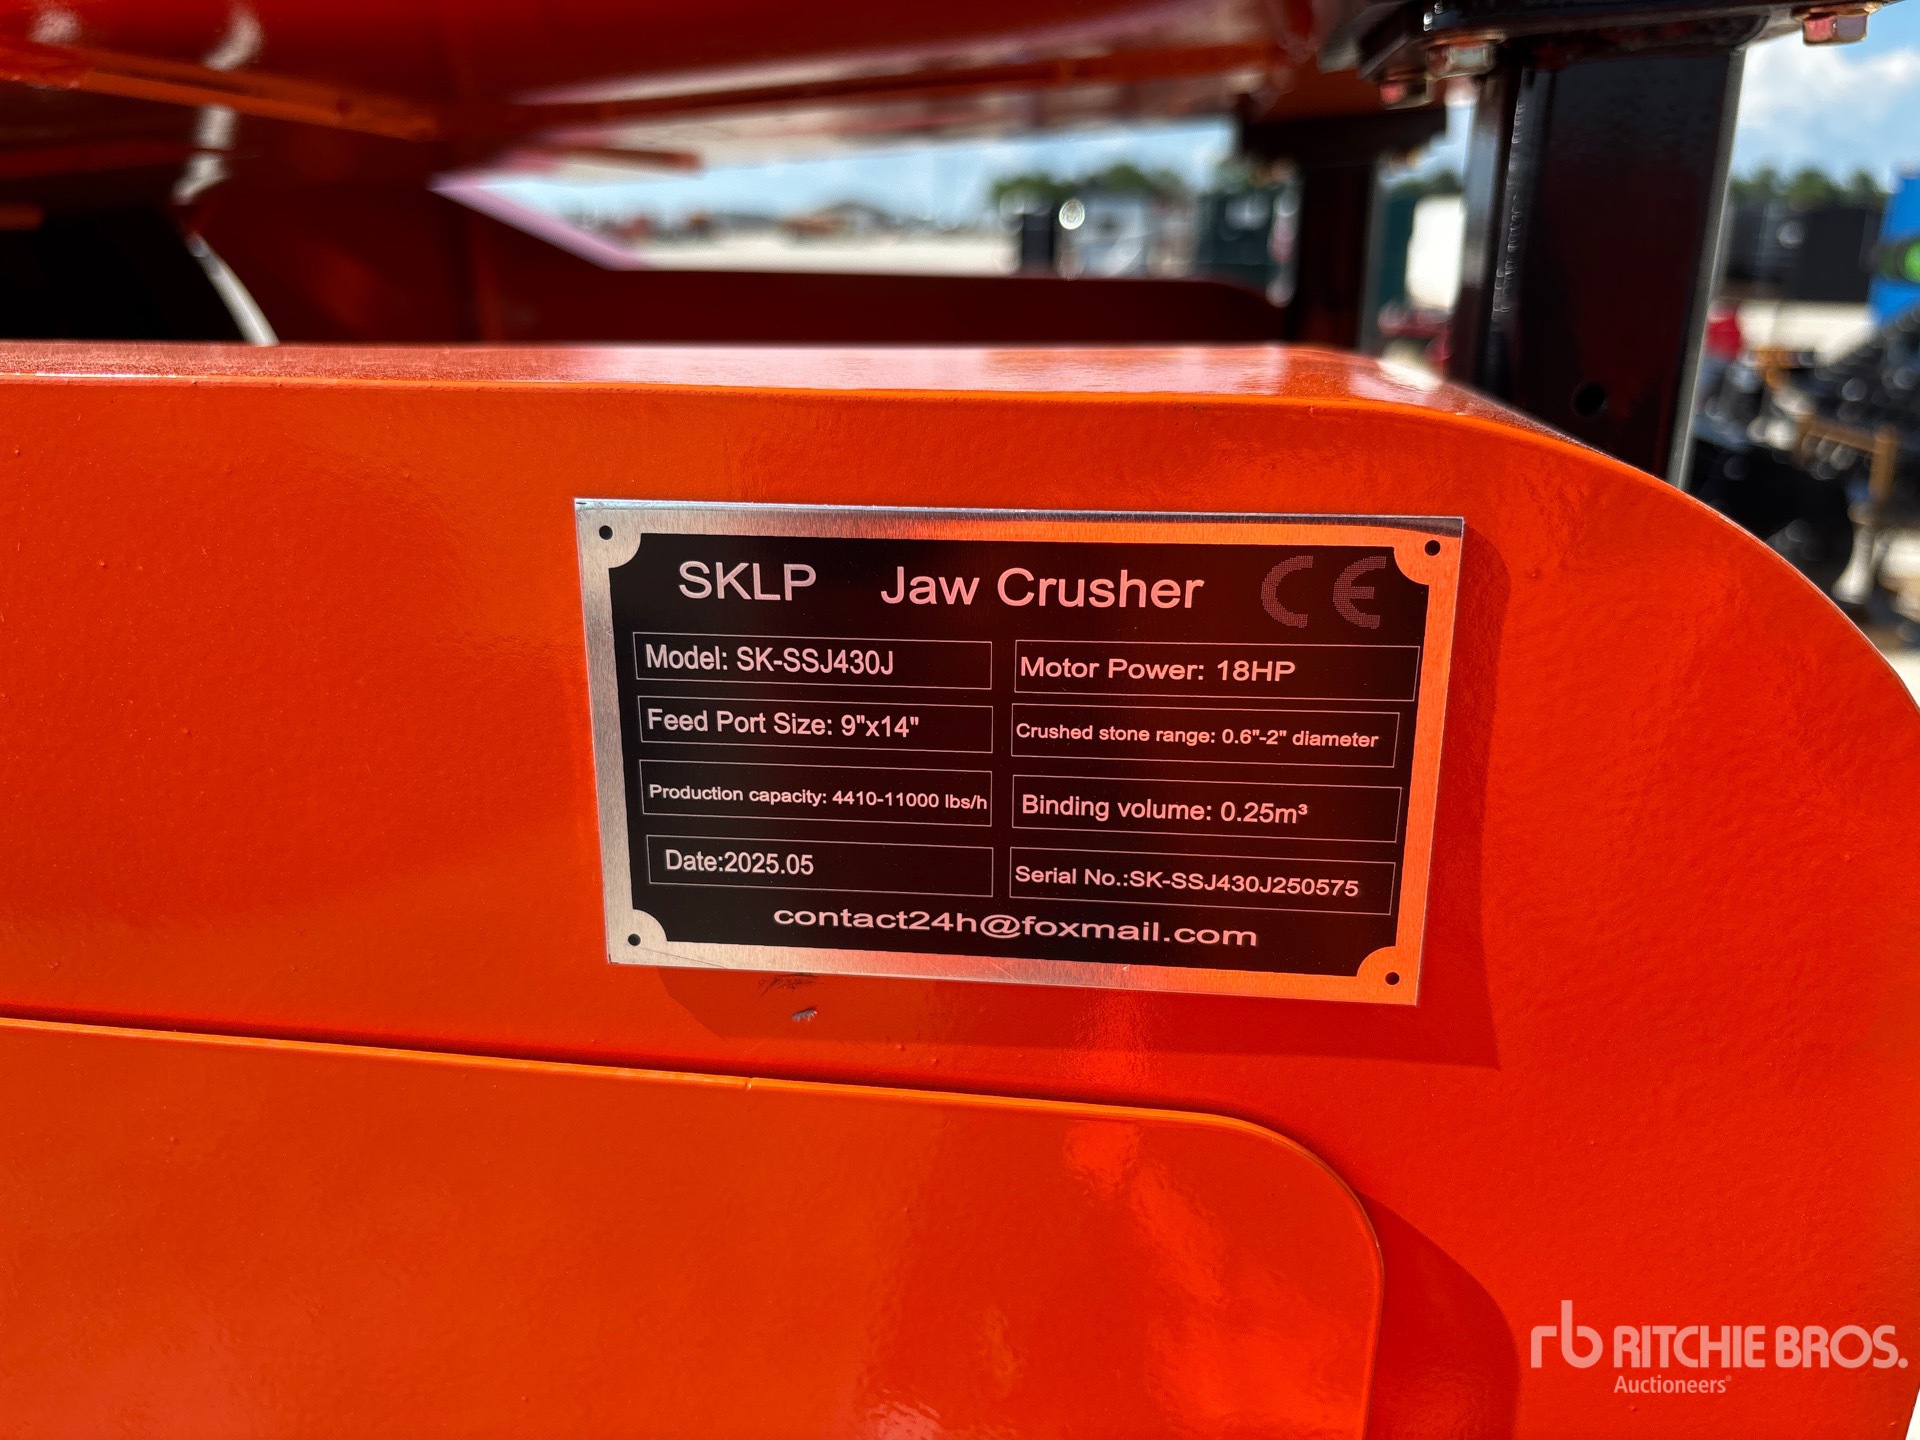 SKLP Jaw Crusher CE
Model: SK-SSJ430J
Motor Power: 18HP
Feed Port Size: 9"x14"
Crushed stone range: 0.6"-2" diameter
Production capacity: 4410-11000 lbs/h
Binding volume: 0.25m³
Date:2025.05
Serial No.:SK-SSJ430J250575
contact24h@foxmail.com
rb RITCHIE BROS.
Auctioneers®